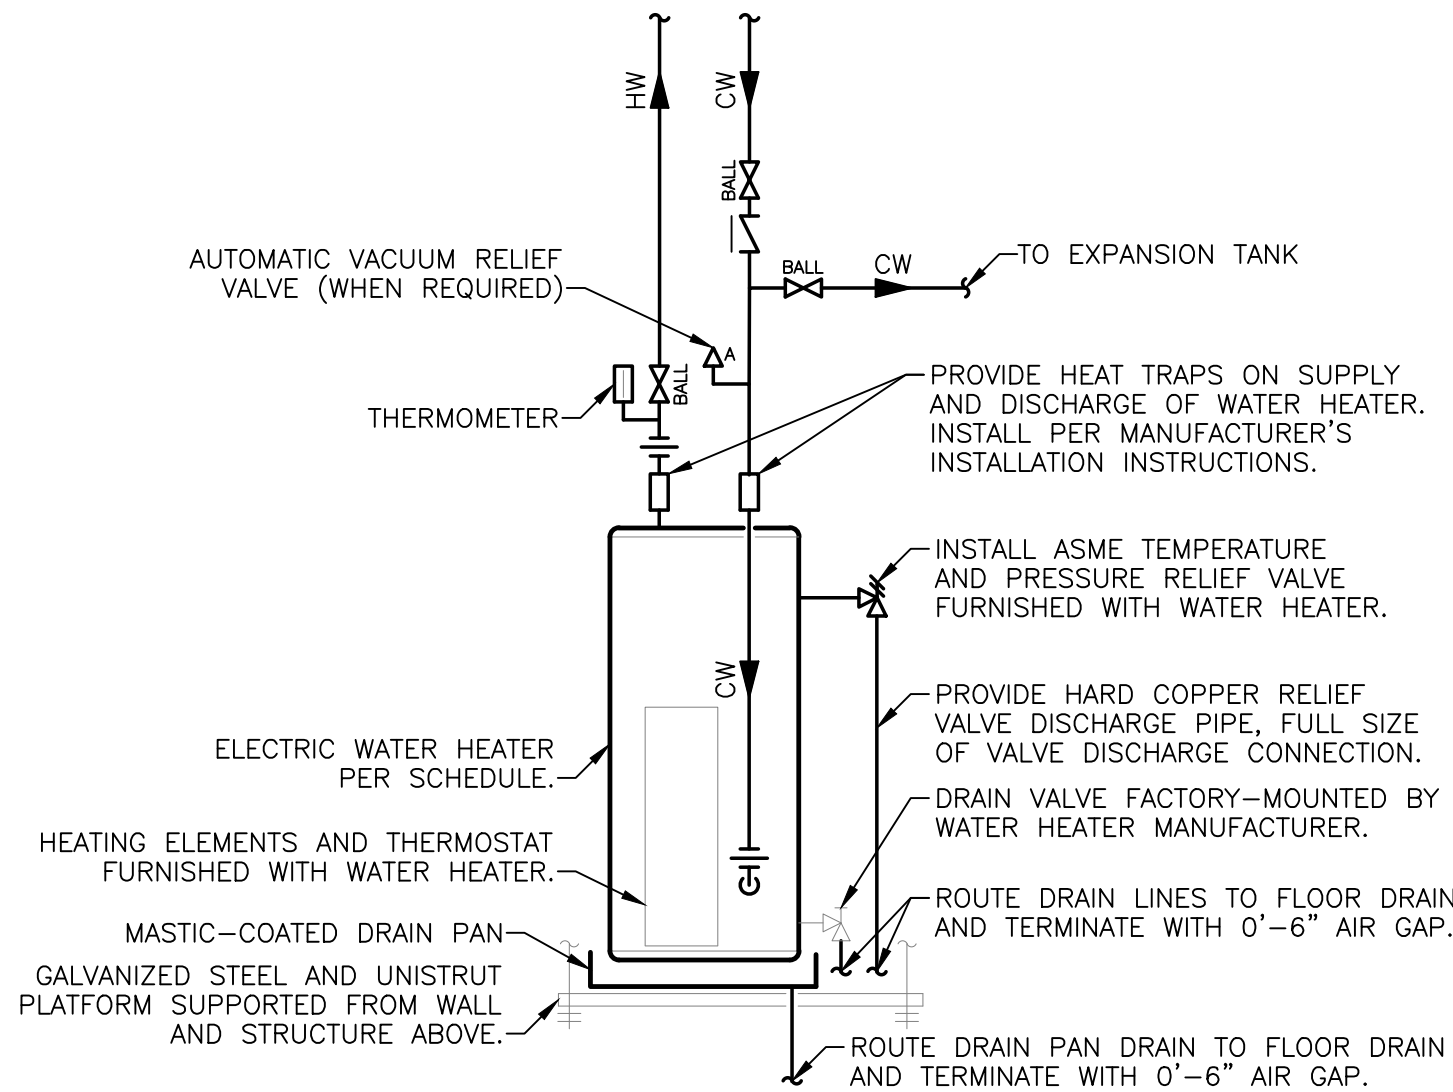 HW
CW
BALL
AUTOMATIC VACUUM RELIEF
VALVE (WHEN REQUIRED)
BALL
CW
TO EXPANSION TANK
A
BALL
THERMOMETER
PROVIDE HEAT TRAPS ON SUPPLY
AND DISCHARGE OF WATER HEATER.
INSTALL PER MANUFACTURER'S
INSTALLATION INSTRUCTIONS.
INSTALL ASME TEMPERATURE
AND PRESSURE RELIEF VALVE
FURNISHED WITH WATER HEATER.
CW
PROVIDE HARD COPPER RELIEF
VALVE DISCHARGE PIPE, FULL SIZE
OF VALVE DISCHARGE CONNECTION.
ELECTRIC WATER HEATER
PER SCHEDULE.
DRAIN VALVE FACTORY-MOUNTED BY
WATER HEATER MANUFACTURER.
HEATING ELEMENTS AND THERMOSTAT
FURNISHED WITH WATER HEATER.
ROUTE DRAIN LINES TO FLOOR DRAIN
AND TERMINATE WITH 0'-6" AIR GAP.
MASTIC-COATED DRAIN PAN
GALVANIZED STEEL AND UNISTRUT
PLATFORM SUPPORTED FROM WALL
AND STRUCTURE ABOVE.
ROUTE DRAIN PAN DRAIN TO FLOOR DRAIN
AND TERMINATE WITH 0'-6" AIR GAP.